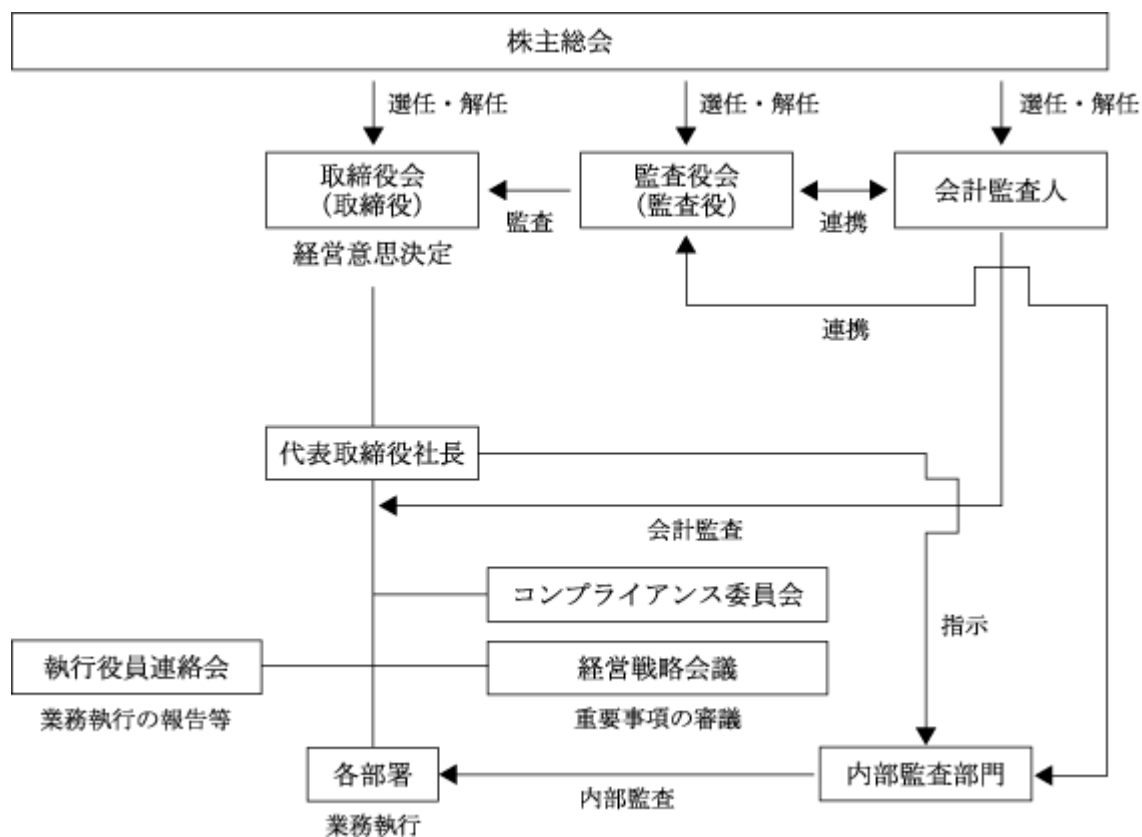 株主総会
選任・解任
選任・解任
選任・解任
取締役会
(取締役)
監査
監査役会
(監査役)
連携
会計監査人
経営意思決定
連携
代表取締役社長
会計監査
コンプライアンス委員会
指示
執行役員連絡会
経営戦略会議
業務執行の報告等
重要事項の審議
各部署
内部監査
内部監査部門
業務執行